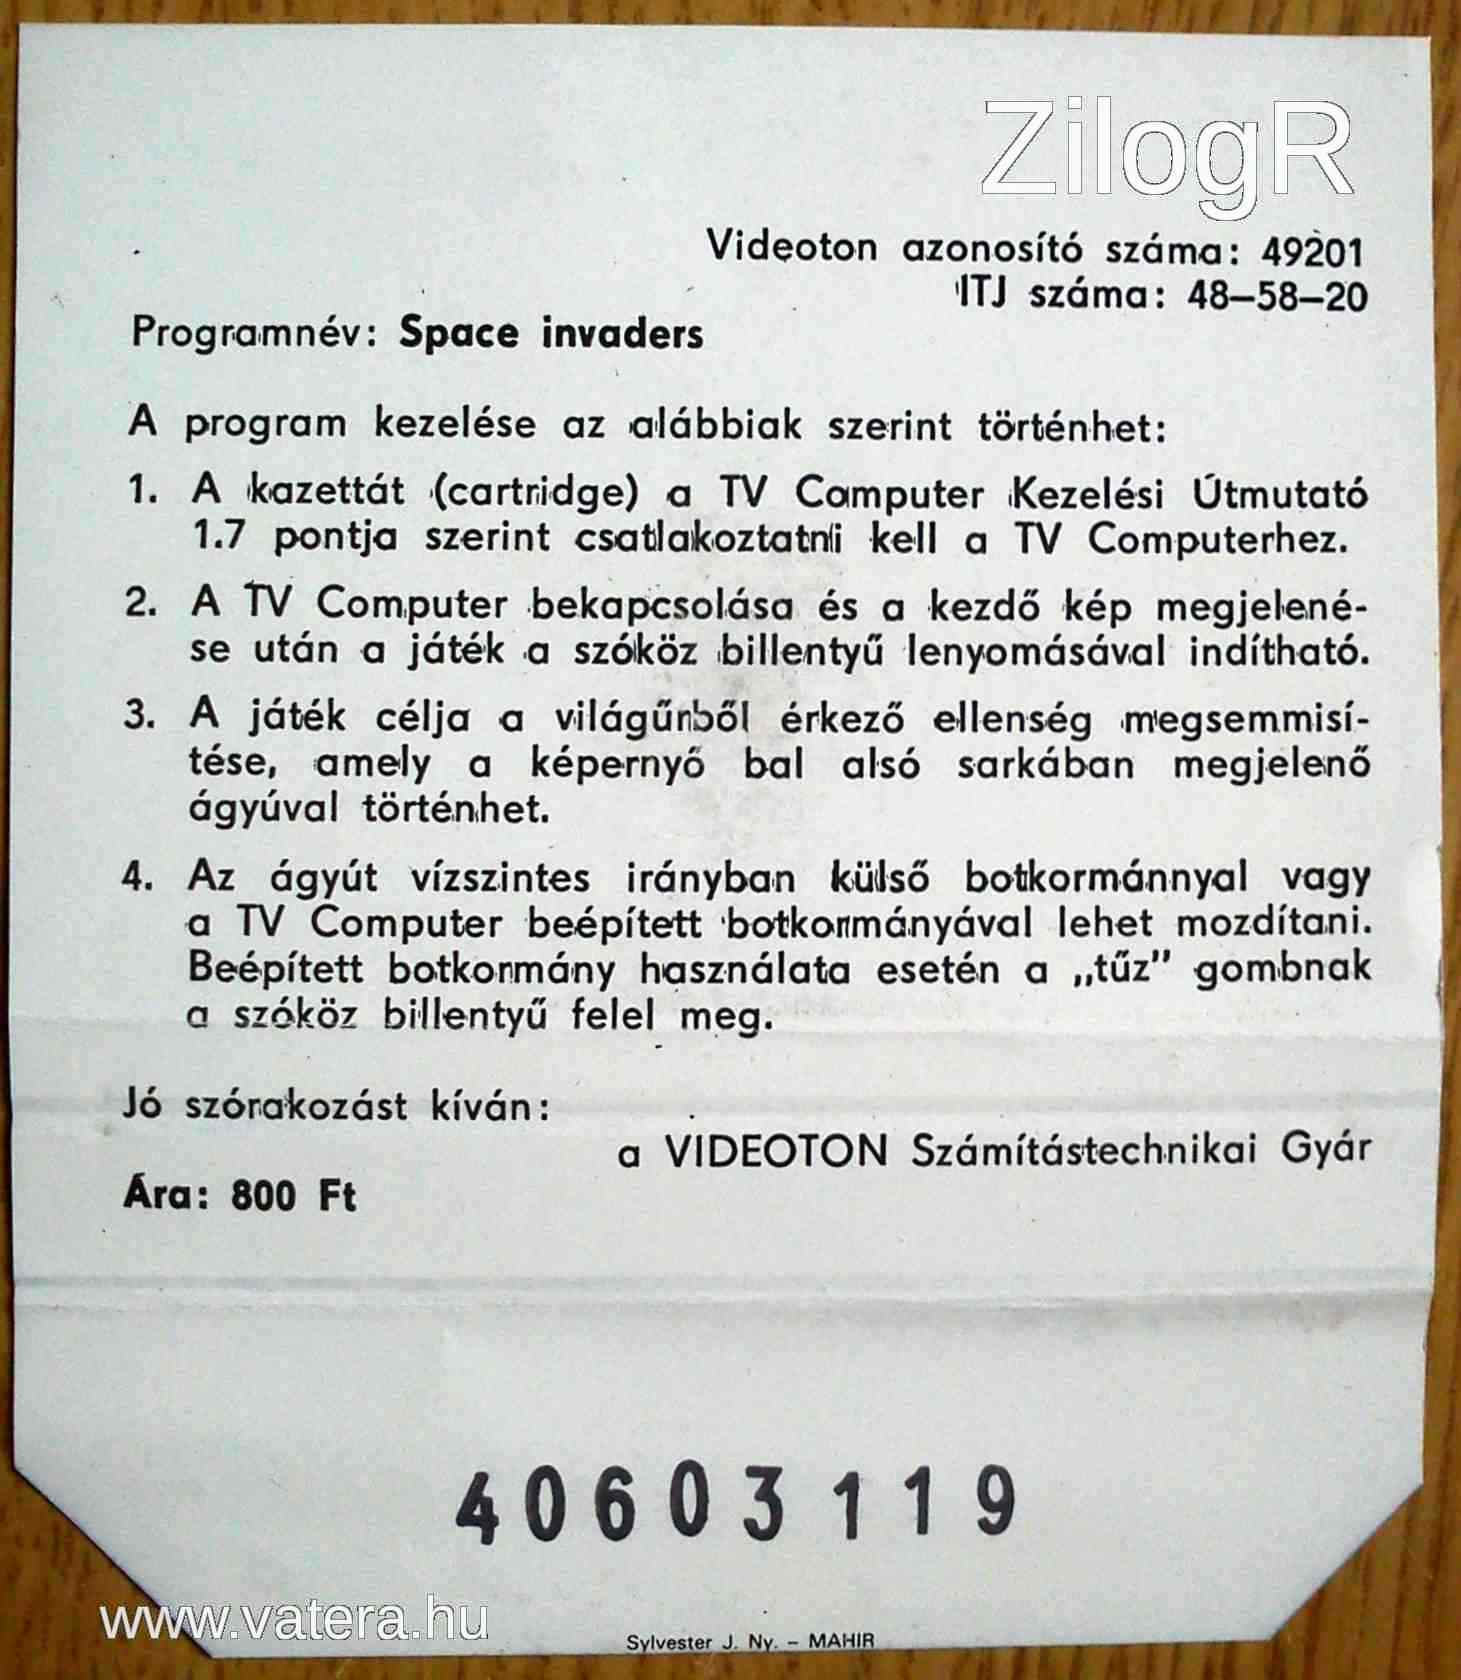 ZilogR
Videoton azonosító száma: 49201
ITJ száma: 48–58–20
Programnév: Space invaders
A program kezelése az alábbiak szerint történhet:
1. A kazettát (cartridge) a TV Computer Kezelési Útmutató
1.7 pontja szerint csatlakoztatni kell a TV Computerhez.
2. A TV Computer bekapcsolása és a kezdő kép megjelené-
se után a játék a szóköz billentyű lenyomásával indítható.
3. A játék célja a világűrből érkező ellenség megsemmisí-
tése, amely a képernyő bal alsó sarkában megjelenő
ágyúval történhet.
4. Az ágyút vízszintes irányban külső botkormánnyal vagy
a TV Computer beépített botkormányával lehet mozdítani.
Beépített botkormány használata esetén a „tűz” gombnak
a szóköz billentyű felel meg.
Jó szórakozást kíván:
a VIDEOTON Számítástechnikai Gyár
Ára: 800 Ft
40603119
www.vatera.hu
Sylvester J. Ny. – MAHIR